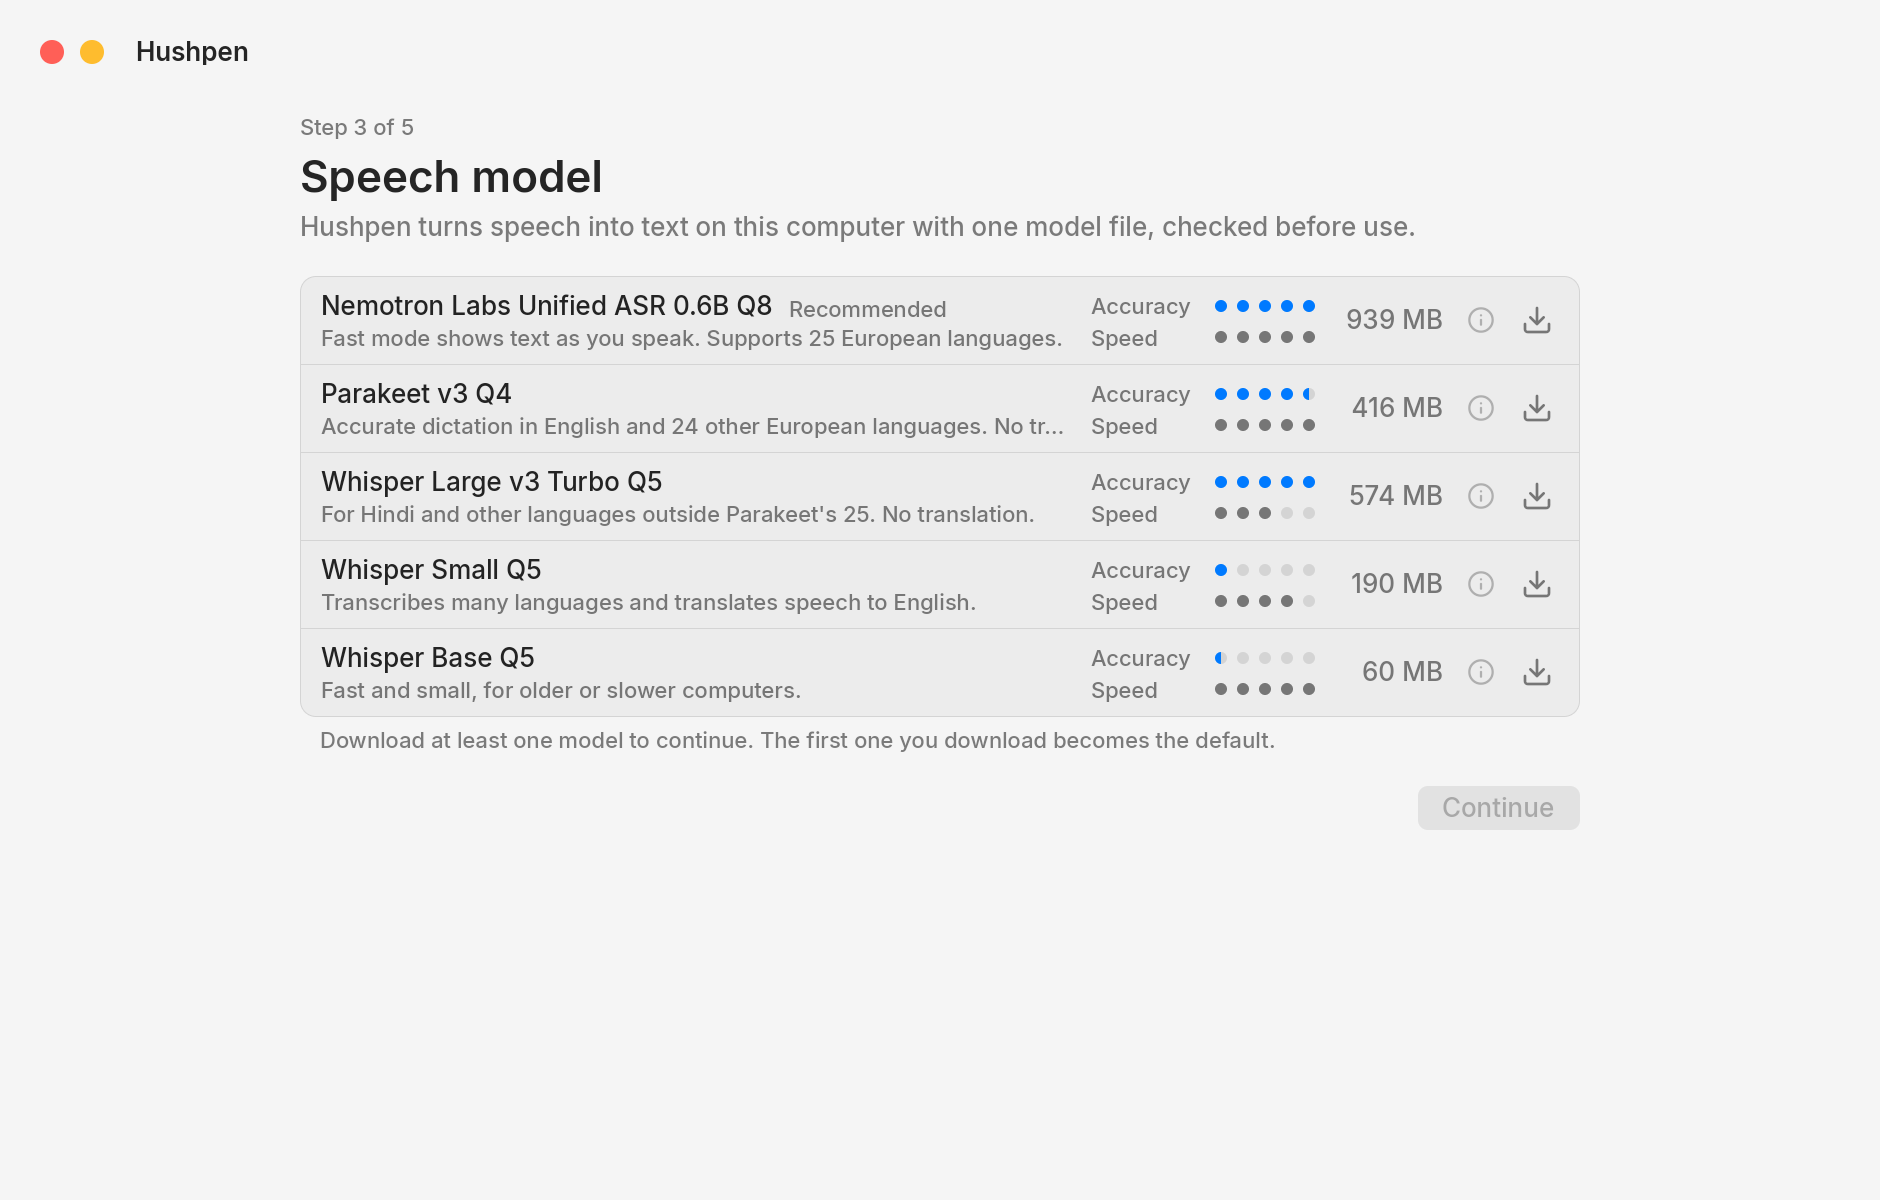 Hushpen
Step 3 of 5
Speech model
Hushpen turns speech into text on this computer with one model file, checked before use.
Nemotron Labs Unified ASR 0.6B Q8 Recommended
Fast mode shows text as you speak. Supports 25 European languages.
Accuracy
Speed
939 MB
Parakeet v3 Q4
Accurate dictation in English and 24 other European languages. No tr...
Accuracy
Speed
416 MB
Whisper Large v3 Turbo Q5
For Hindi and other languages outside Parakeet's 25. No translation.
Accuracy
Speed
574 MB
Whisper Small Q5
Transcribes many languages and translates speech to English.
Accuracy
Speed
190 MB
Whisper Base Q5
Fast and small, for older or slower computers.
Accuracy
Speed
60 MB
Download at least one model to continue. The first one you download becomes the default.
Continue